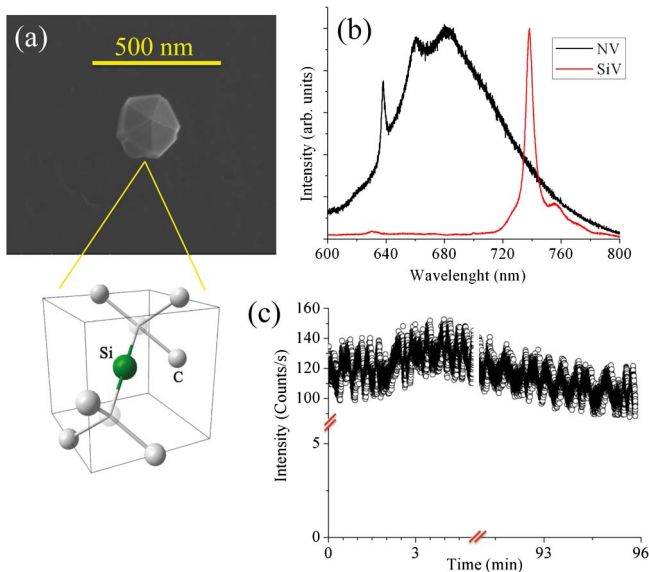 (a)
500 nm
Si
C
(b)
NV
SiV
Intensity (arb. units)
600 640 680 720 760 800
Wavelenght (nm)
(c)
160
140
120
100
5
0
Intensity (Counts/s)
0 3 93 96
Time (min)